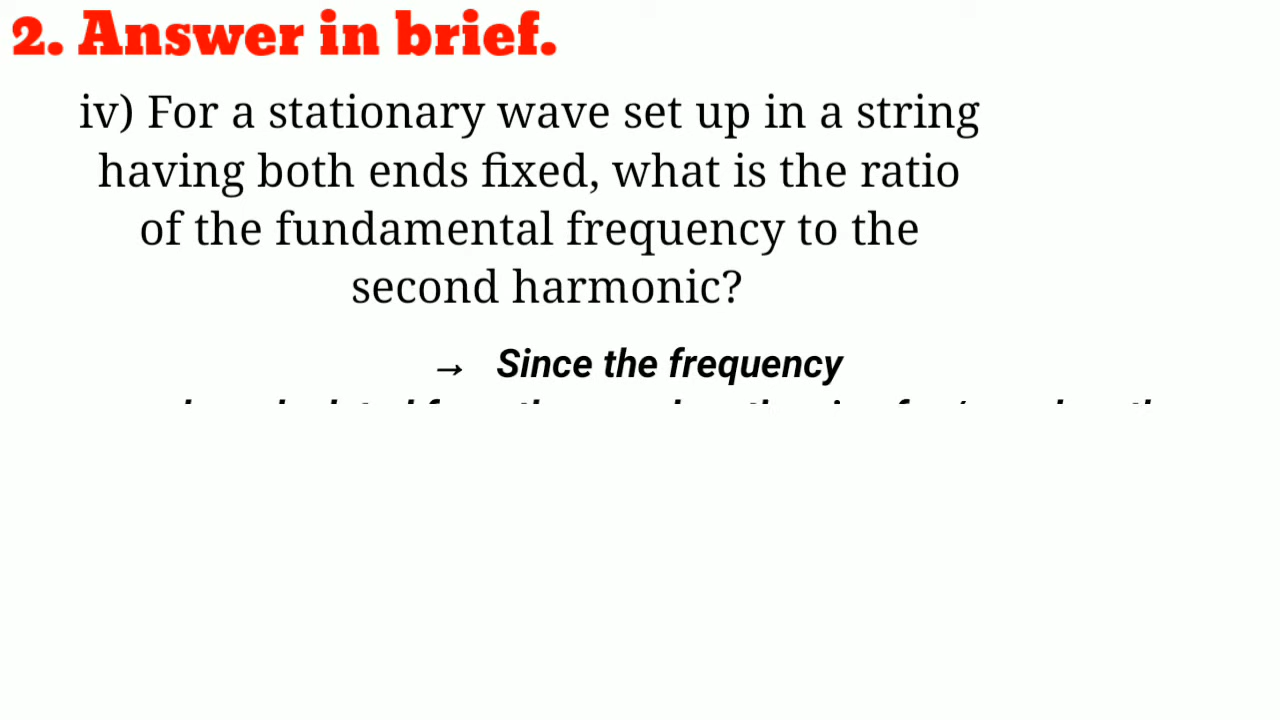 2. Answer in brief.
iv) For a stationary wave set up in a string
having both ends fixed, what is the ratio
of the fundamental frequency to the
second harmonic?
→ Since the frequency